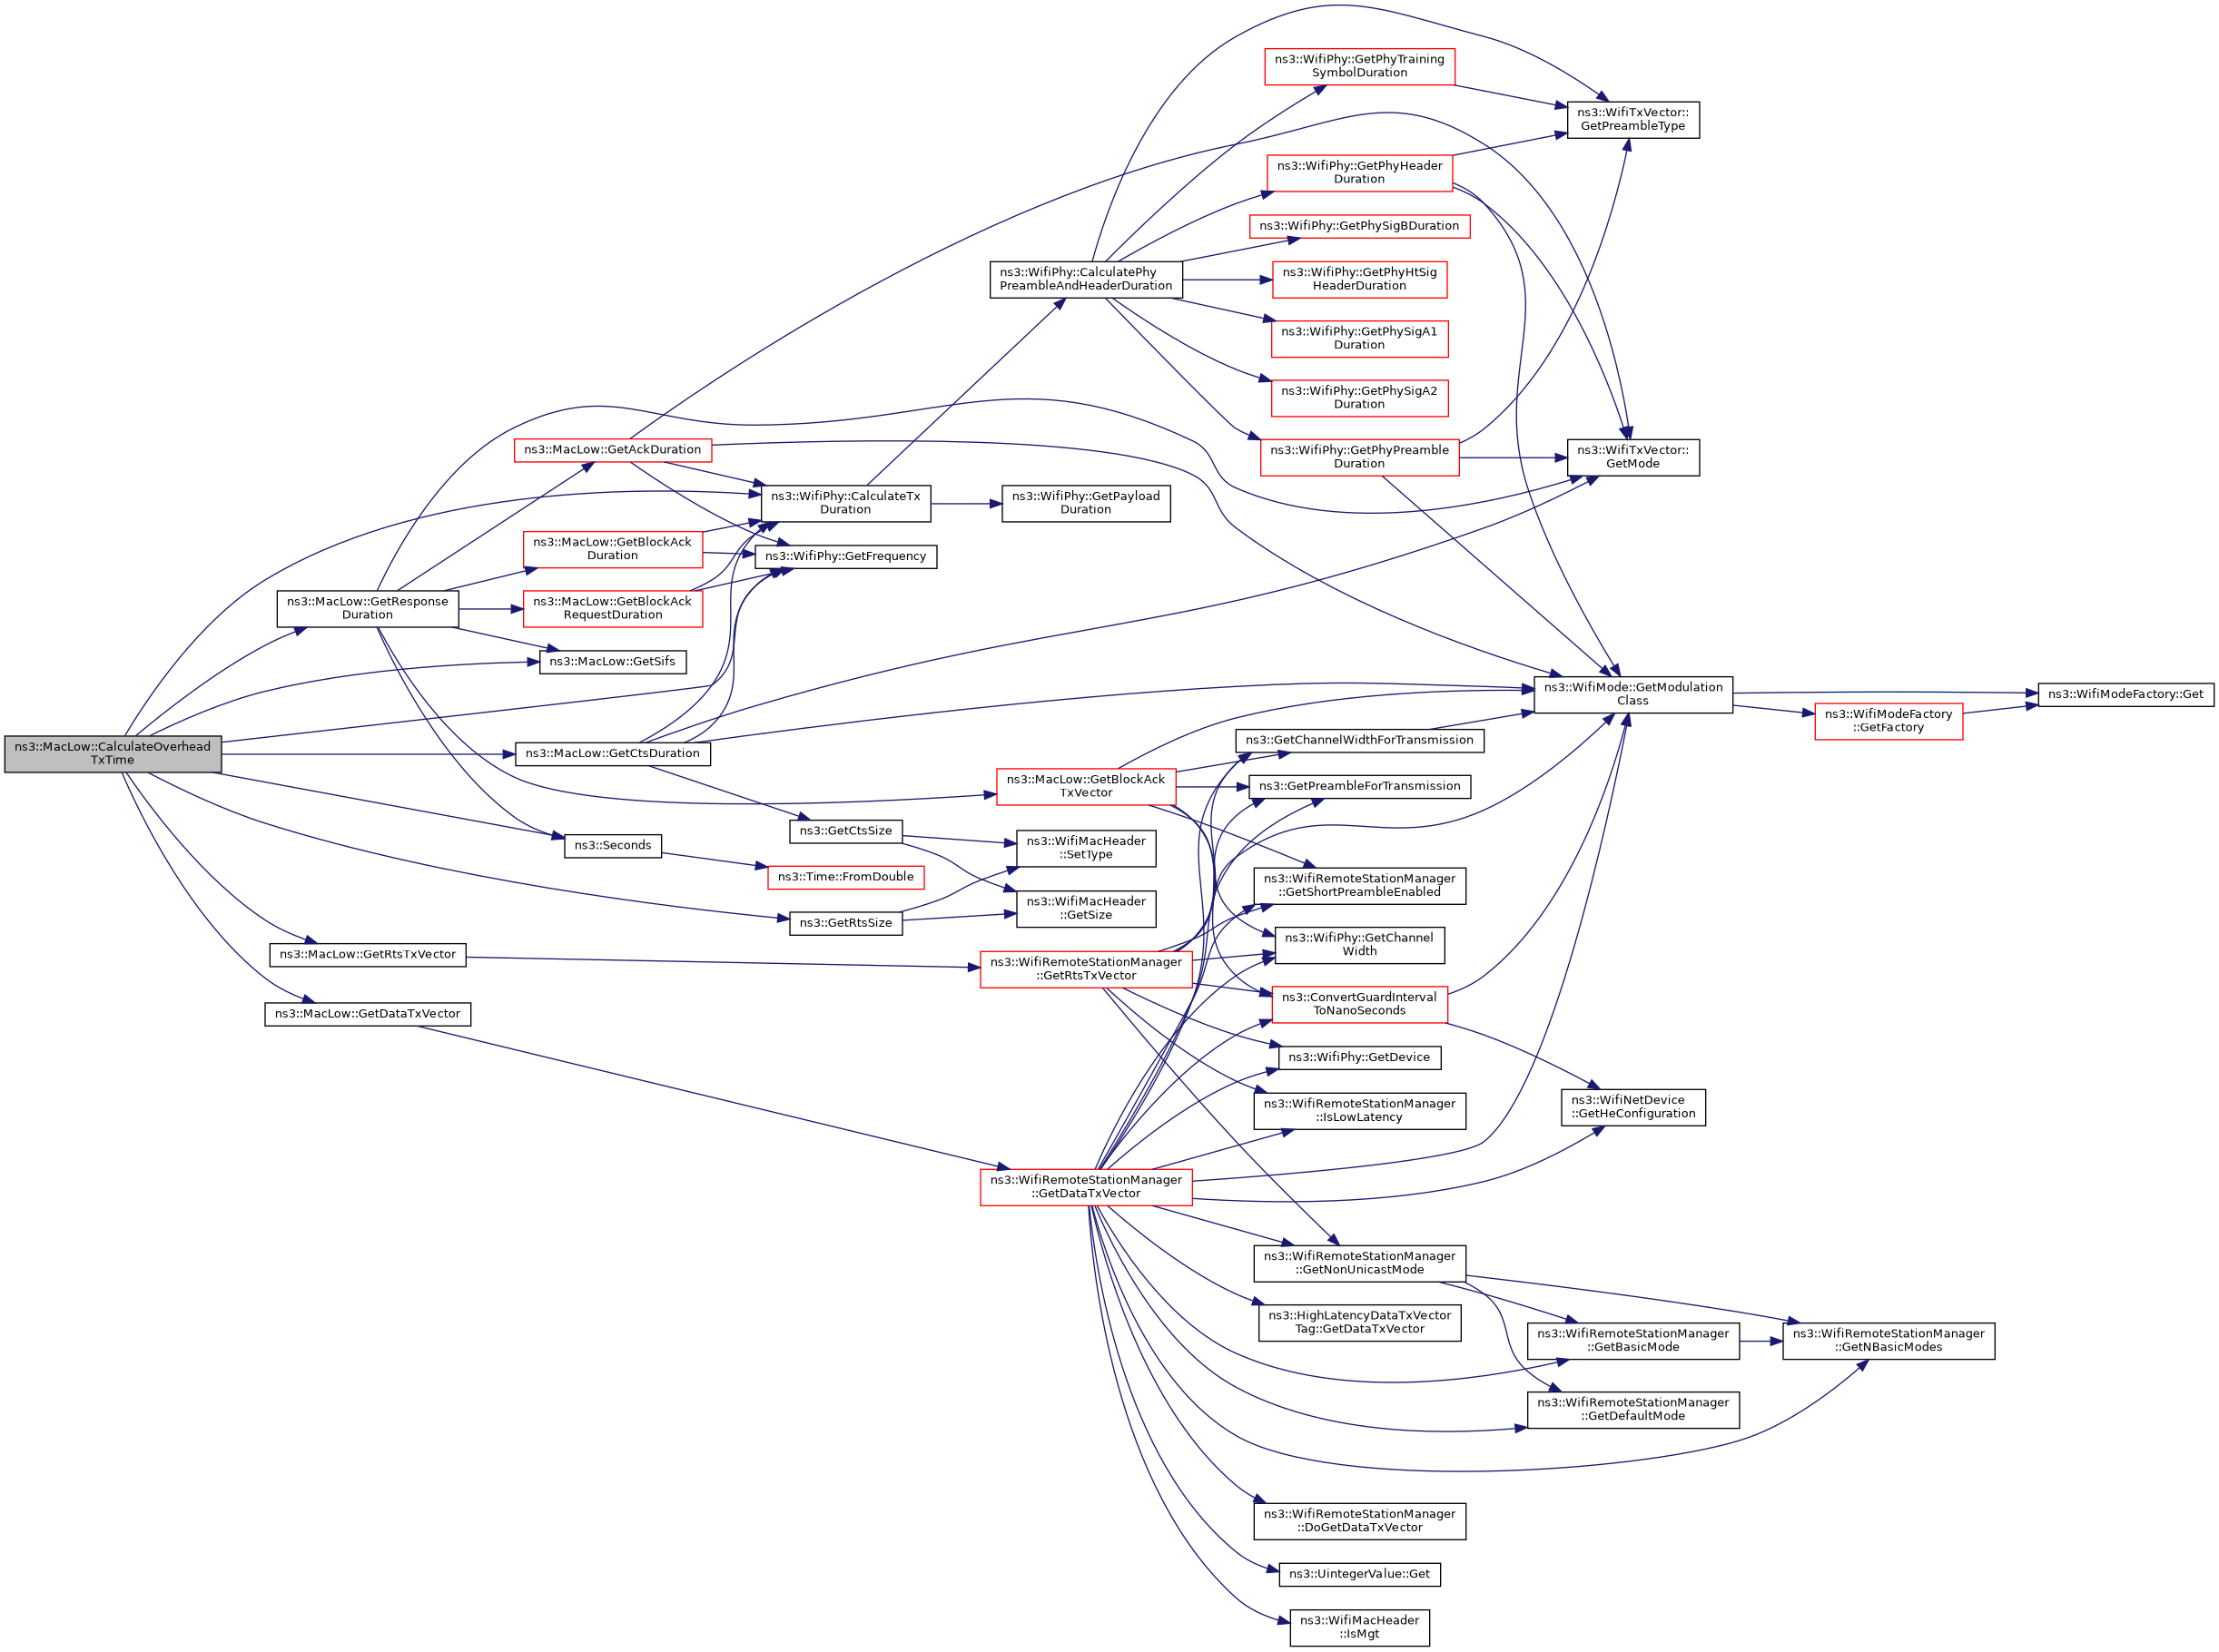 ns3::MacLow::CalculateOverhead
TxTime
ns3::MacLow::GetResponse
Duration
ns3::MacLow::GetRtsTxVector
ns3::MacLow::GetDataTxVector
ns3::MacLow::GetAckDuration
ns3::MacLow::GetBlockAck
Duration
ns3::MacLow::GetBlockAck
RequestDuration
ns3::MacLow::GetSifs
ns3::MacLow::GetCtsDuration
ns3::Seconds
ns3::WifiPhy::CalculateTx
Duration
ns3::WifiPhy::GetFrequency
ns3::GetCtsSize
ns3::Time::FromDouble
ns3::GetRtsSize
ns3::WifiPhy::CalculatePhy
PreambleAndHeaderDuration
ns3::WifiPhy::GetPayload
Duration
ns3::MacLow::GetBlockAck
TxVector
ns3::WifiMacHeader
::SetType
ns3::WifiMacHeader
::GetSize
ns3::WifiRemoteStationManager
::GetRtsTxVector
ns3::WifiRemoteStationManager
::GetDataTxVector
ns3::WifiPhy::GetPhyTraining
SymbolDuration
ns3::WifiPhy::GetPhyHeader
Duration
ns3::WifiPhy::GetPhySigBDuration
ns3::WifiPhy::GetPhyHtSig
HeaderDuration
ns3::WifiPhy::GetPhySigA1
Duration
ns3::WifiPhy::GetPhySigA2
Duration
ns3::WifiPhy::GetPhyPreamble
Duration
ns3::GetChannelWidthForTransmission
ns3::GetPreambleForTransmission
ns3::WifiRemoteStationManager
::GetShortPreambleEnabled
ns3::WifiPhy::GetChannel
Width
ns3::ConvertGuardInterval
ToNanoSeconds
ns3::WifiPhy::GetDevice
ns3::WifiRemoteStationManager
::IsLowLatency
ns3::WifiRemoteStationManager
::GetNonUnicastMode
ns3::HighLatencyDataTxVector
Tag::GetDataTxVector
ns3::WifiRemoteStationManager
::DoGetDataTxVector
ns3::UintegerValue::Get
ns3::WifiMacHeader
::IsMgt
ns3::WifiTxVector::
GetPreambleType
ns3::WifiTxVector::
GetMode
ns3::WifiMode::GetModulation
Class
ns3::WifiNetDevice
::GetHeConfiguration
ns3::WifiRemoteStationManager
::GetBasicMode
ns3::WifiRemoteStationManager
::GetDefaultMode
ns3::WifiModeFactory
::GetFactory
ns3::WifiRemoteStationManager
::GetNBasicModes
ns3::WifiModeFactory::Get